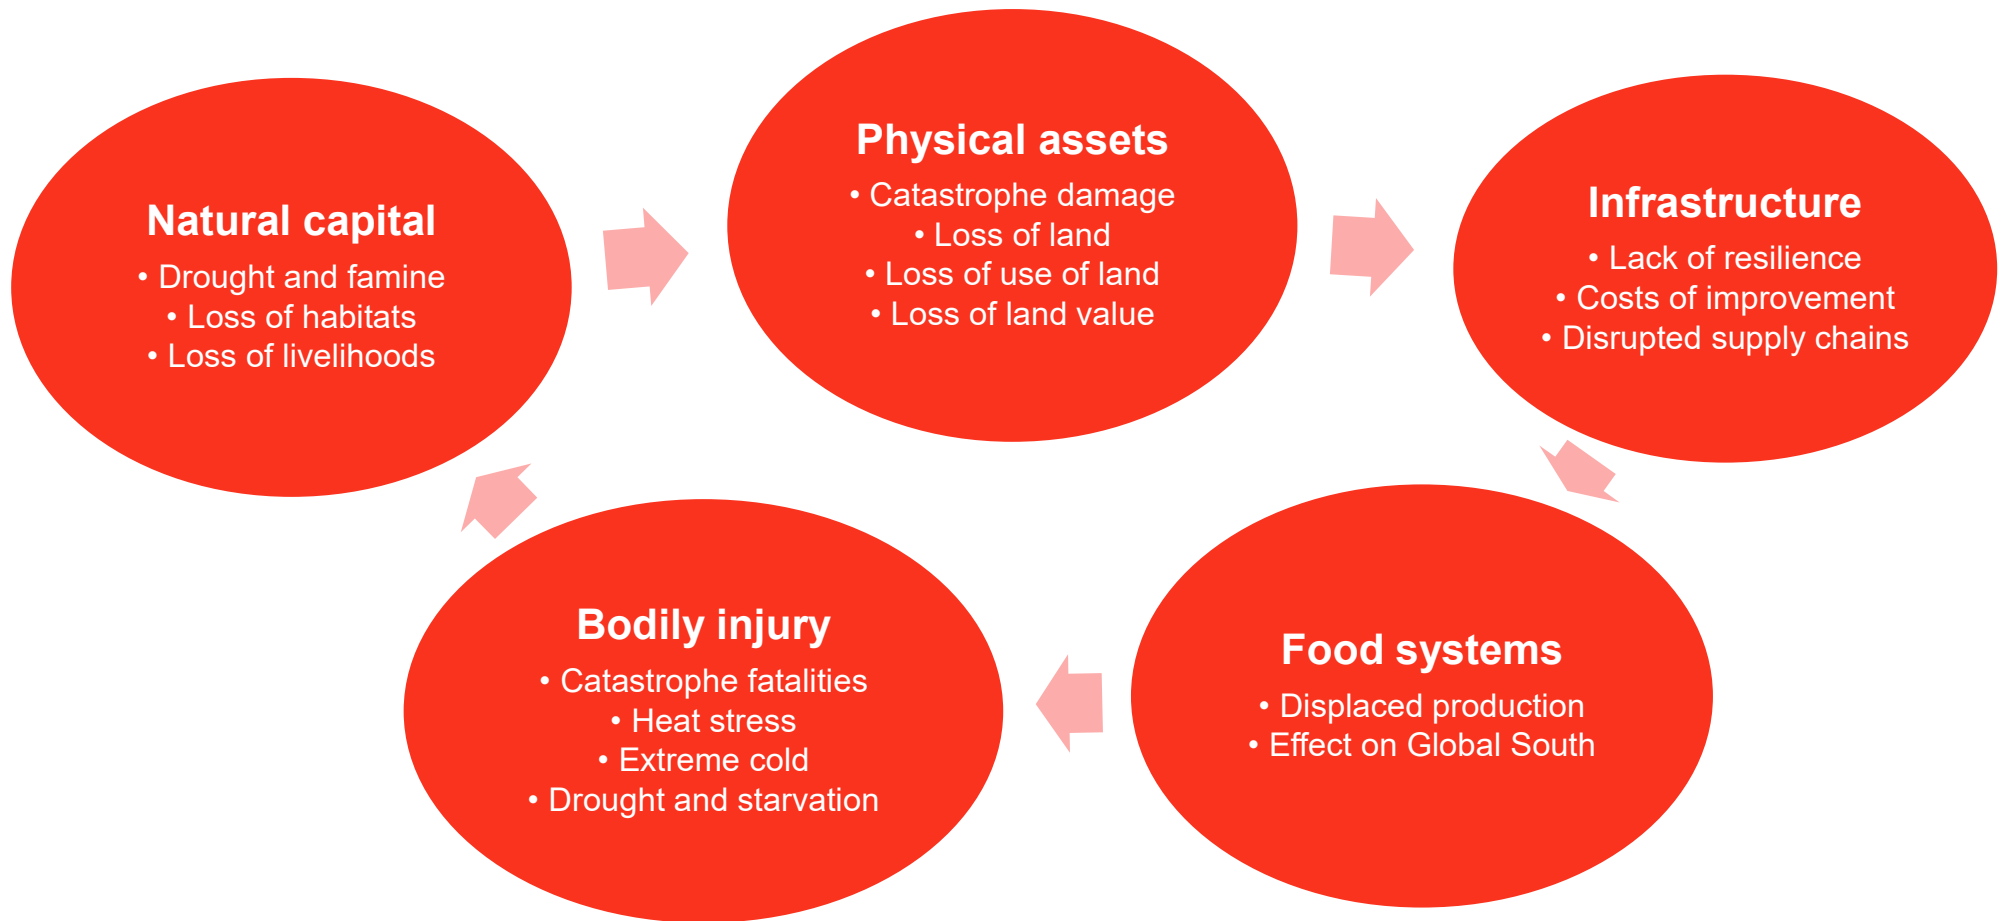 Natural capital
• Drought and famine
• Loss of habitats
• Loss of livelihoods
Physical assets
• Catastrophe damage
• Loss of land
• Loss of use of land
• Loss of land value
Infrastructure
• Lack of resilience
• Costs of improvement
• Disrupted supply chains
Food systems
• Displaced production
• Effect on Global South
Bodily injury
• Catastrophe fatalities
• Heat stress
• Extreme cold
• Drought and starvation